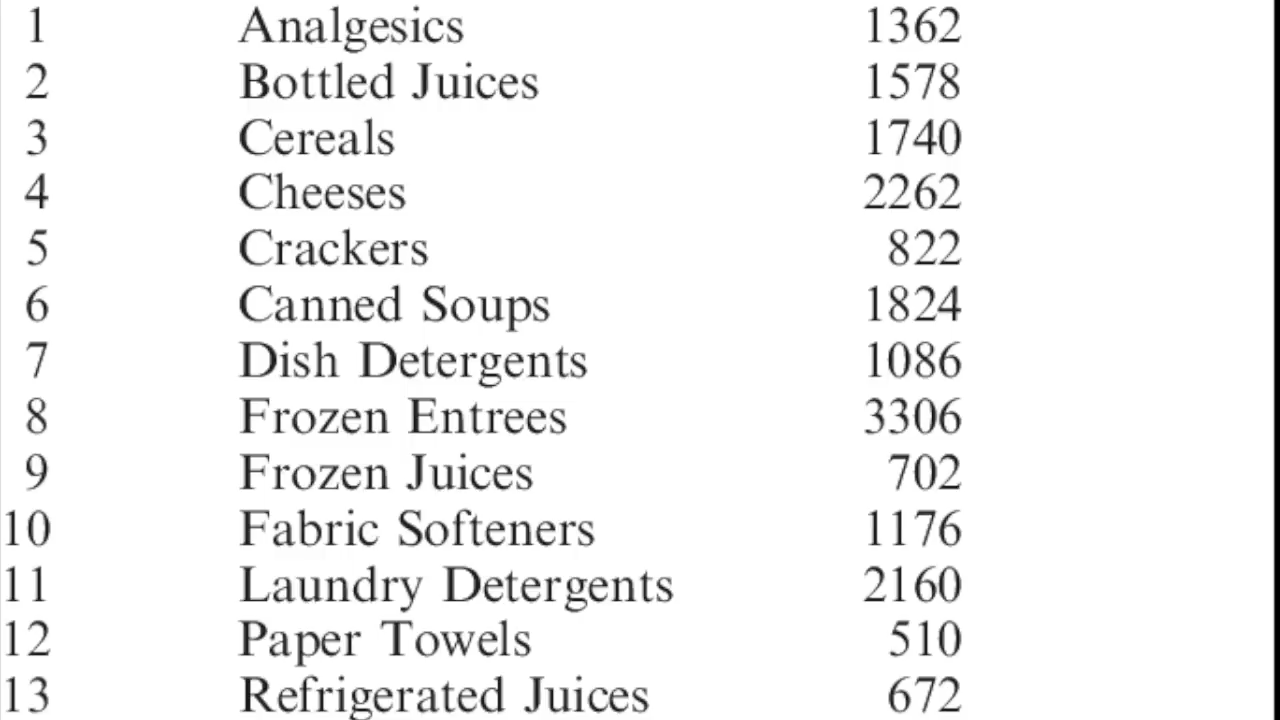 1 Analgesics 1362
2 Bottled Juices 1578
3 Cereals 1740
4 Cheeses 2262
5 Crackers 822
6 Canned Soups 1824
7 Dish Detergents 1086
8 Frozen Entrees 3306
9 Frozen Juices 702
10 Fabric Softeners 1176
11 Laundry Detergents 2160
12 Paper Towels 510
13 Refrigerated Juices 672